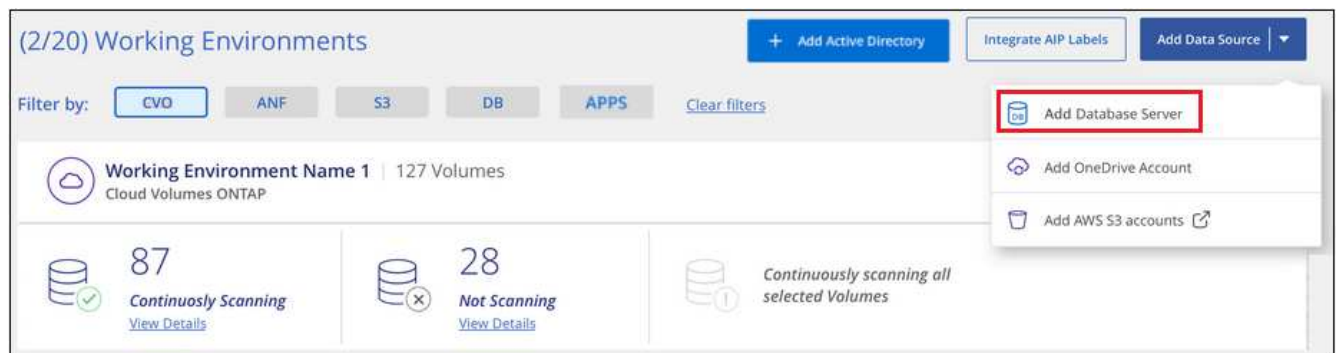 (2/20) Working Environments
+ Add Active Directory
Integrate AIP Labels
Add Data Source
Filter by:
CVO
ANF
S3
DB
APPS
Clear filters
DB
Add Database Server
Add OneDrive Account
Add AWS S3 accounts
Working Environment Name 1 | 127 Volumes
Cloud Volumes ONTAP
87
Continuosly Scanning
View Details
28
Not Scanning
View Details
Continuously scanning all
selected Volumes